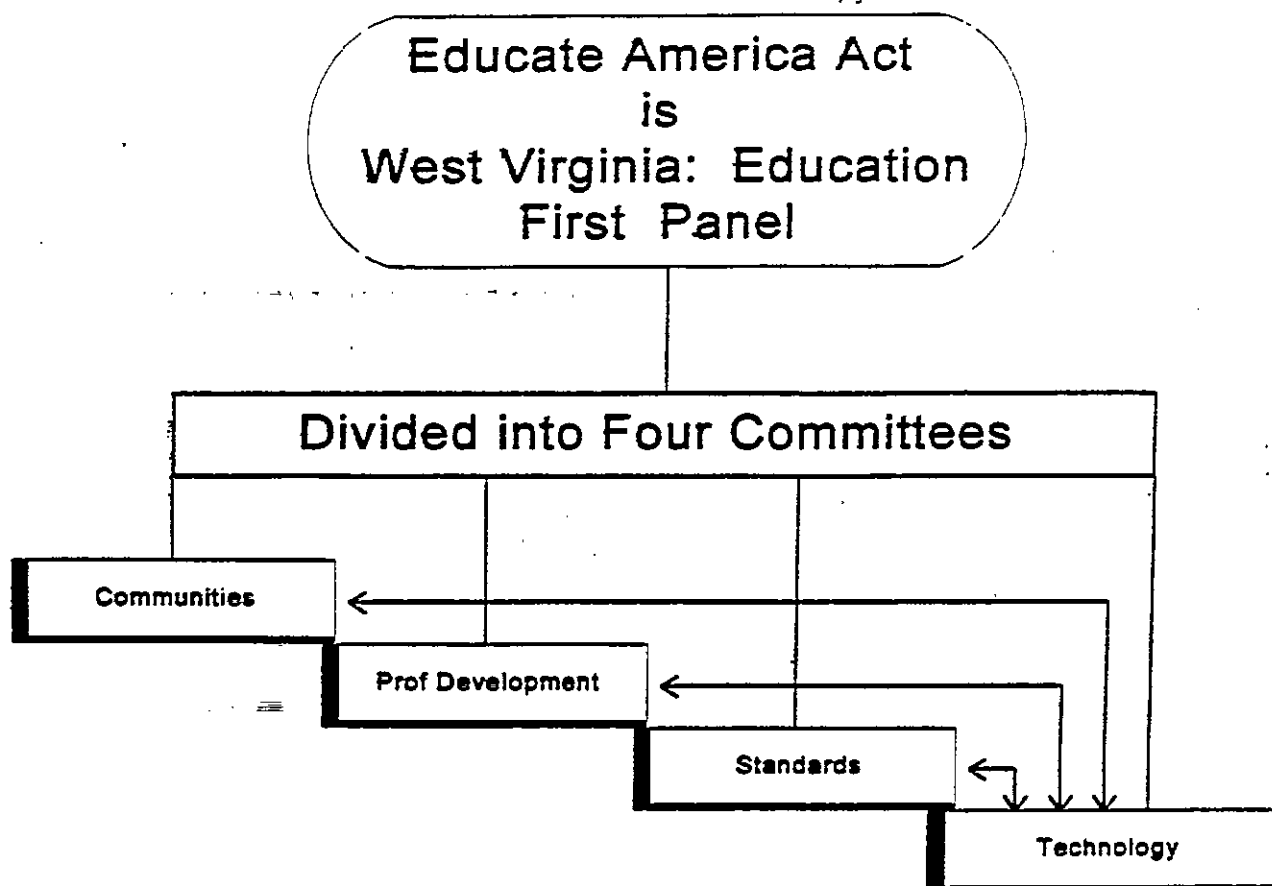 Educate America Act
is
West Virginia: Education
First Panel
Divided into Four Committees
Communities
Prof Development
Standards
Technology